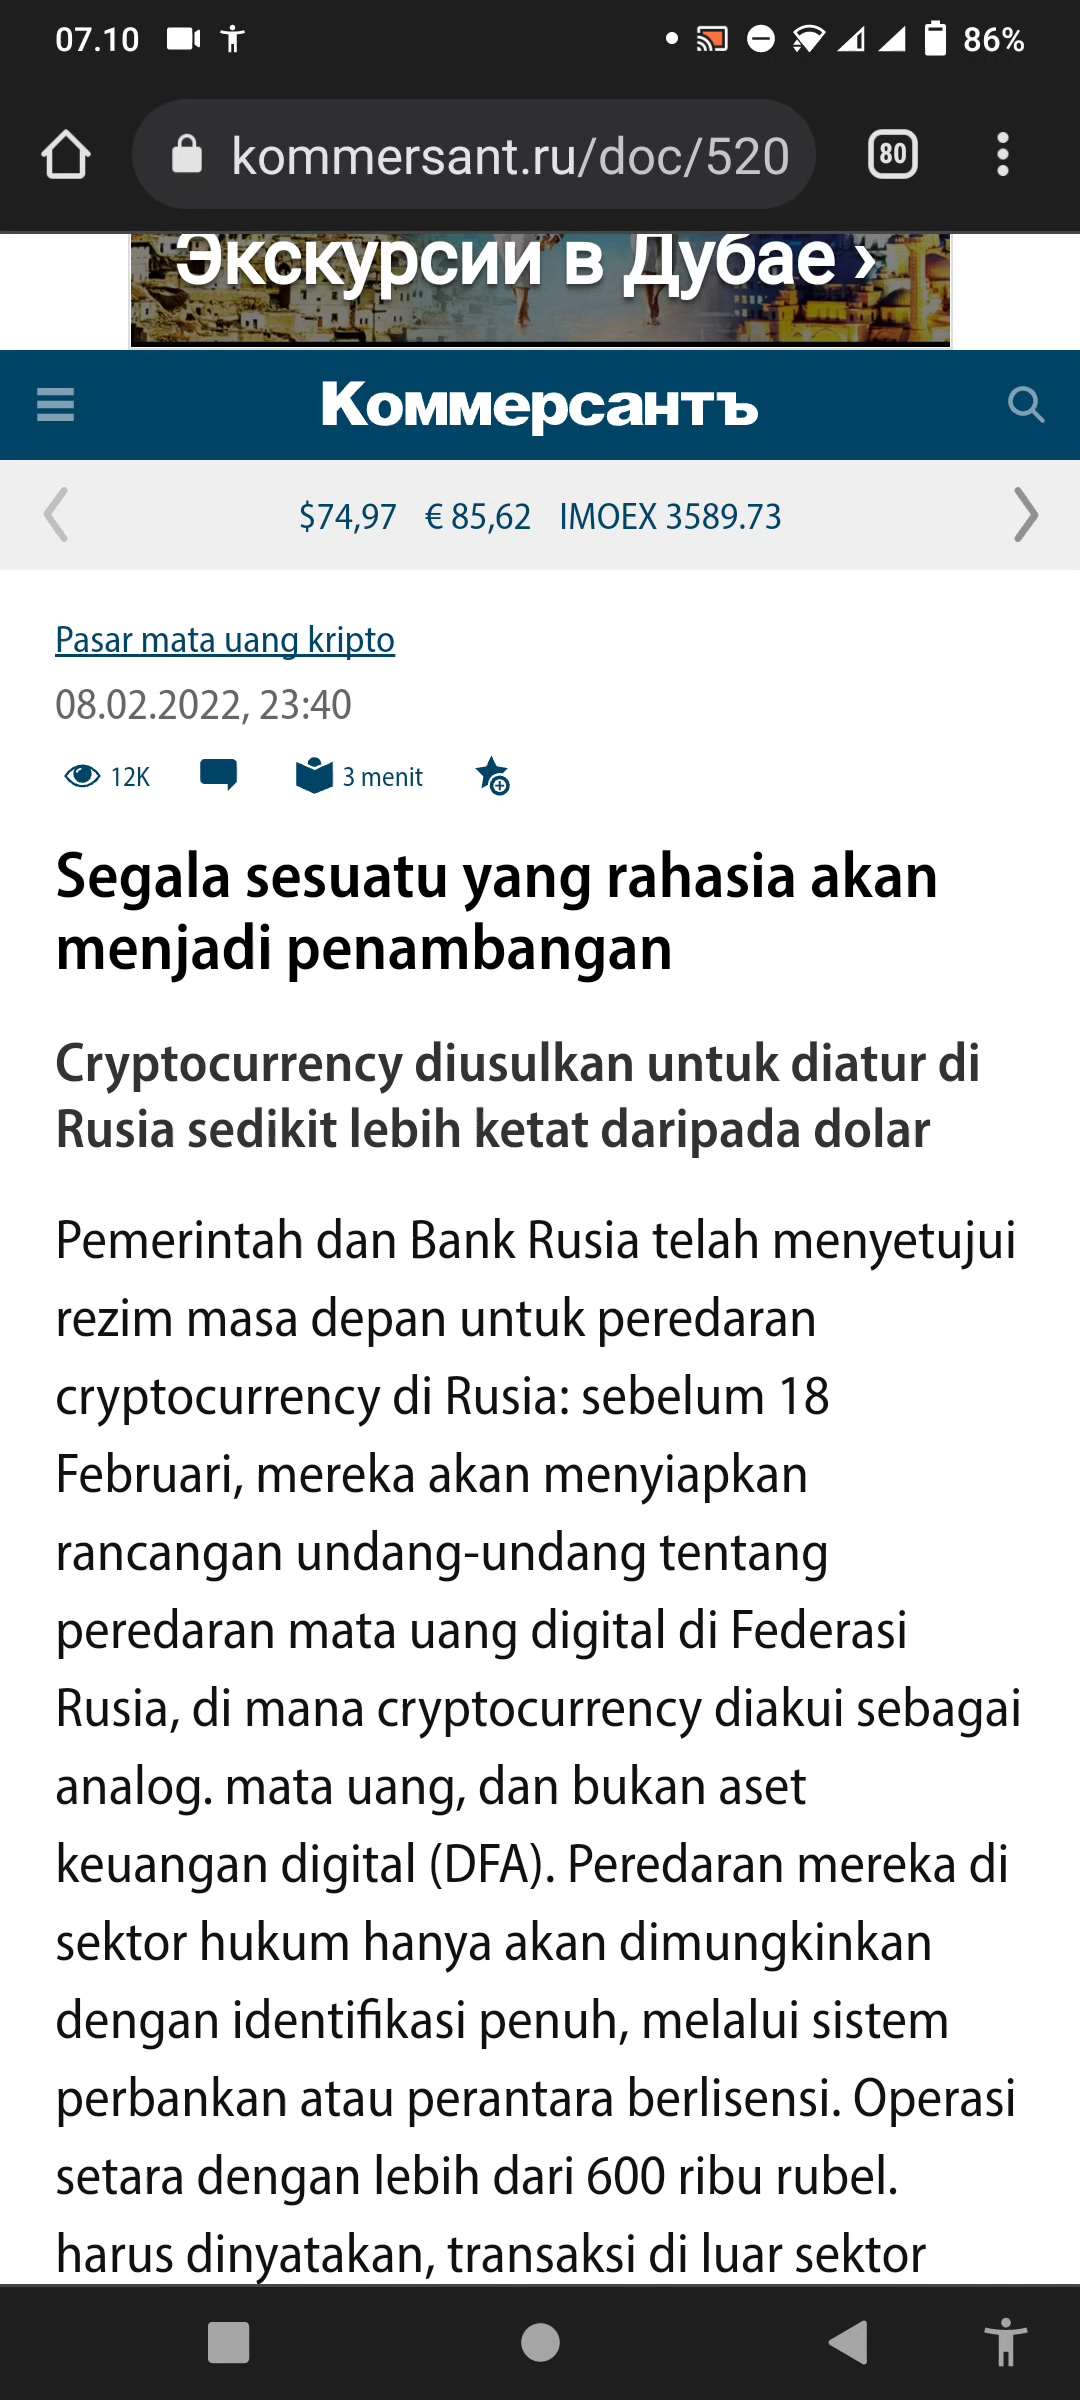 07.10
86%
kommersant.ru/doc/520
80
Экскурсии в Дубае ›
Коммерсантъ
$74,97 € 85,62 IMOEX 3589.73
Pasar mata uang kripto
08.02.2022, 23:40
12K
3 menit
Segala sesuatu yang rahasia akan
menjadi penambangan
Cryptocurrency diusulkan untuk diatur di
Rusia sedikit lebih ketat daripada dolar
Pemerintah dan Bank Rusia telah menyetujui
rezim masa depan untuk peredaran
cryptocurrency di Rusia: sebelum 18
Februari, mereka akan menyiapkan
rancangan undang-undang tentang
peredaran mata uang digital di Federasi
Rusia, di mana cryptocurrency diakui sebagai
analog. mata uang, dan bukan aset
keuangan digital (DFA). Peredaran mereka di
sektor hukum hanya akan dimungkinkan
dengan identifikasi penuh, melalui sistem
perbankan atau perantara berlisensi. Operasi
setara dengan lebih dari 600 ribu rubel.
harus dinyatakan, transaksi di luar sektor